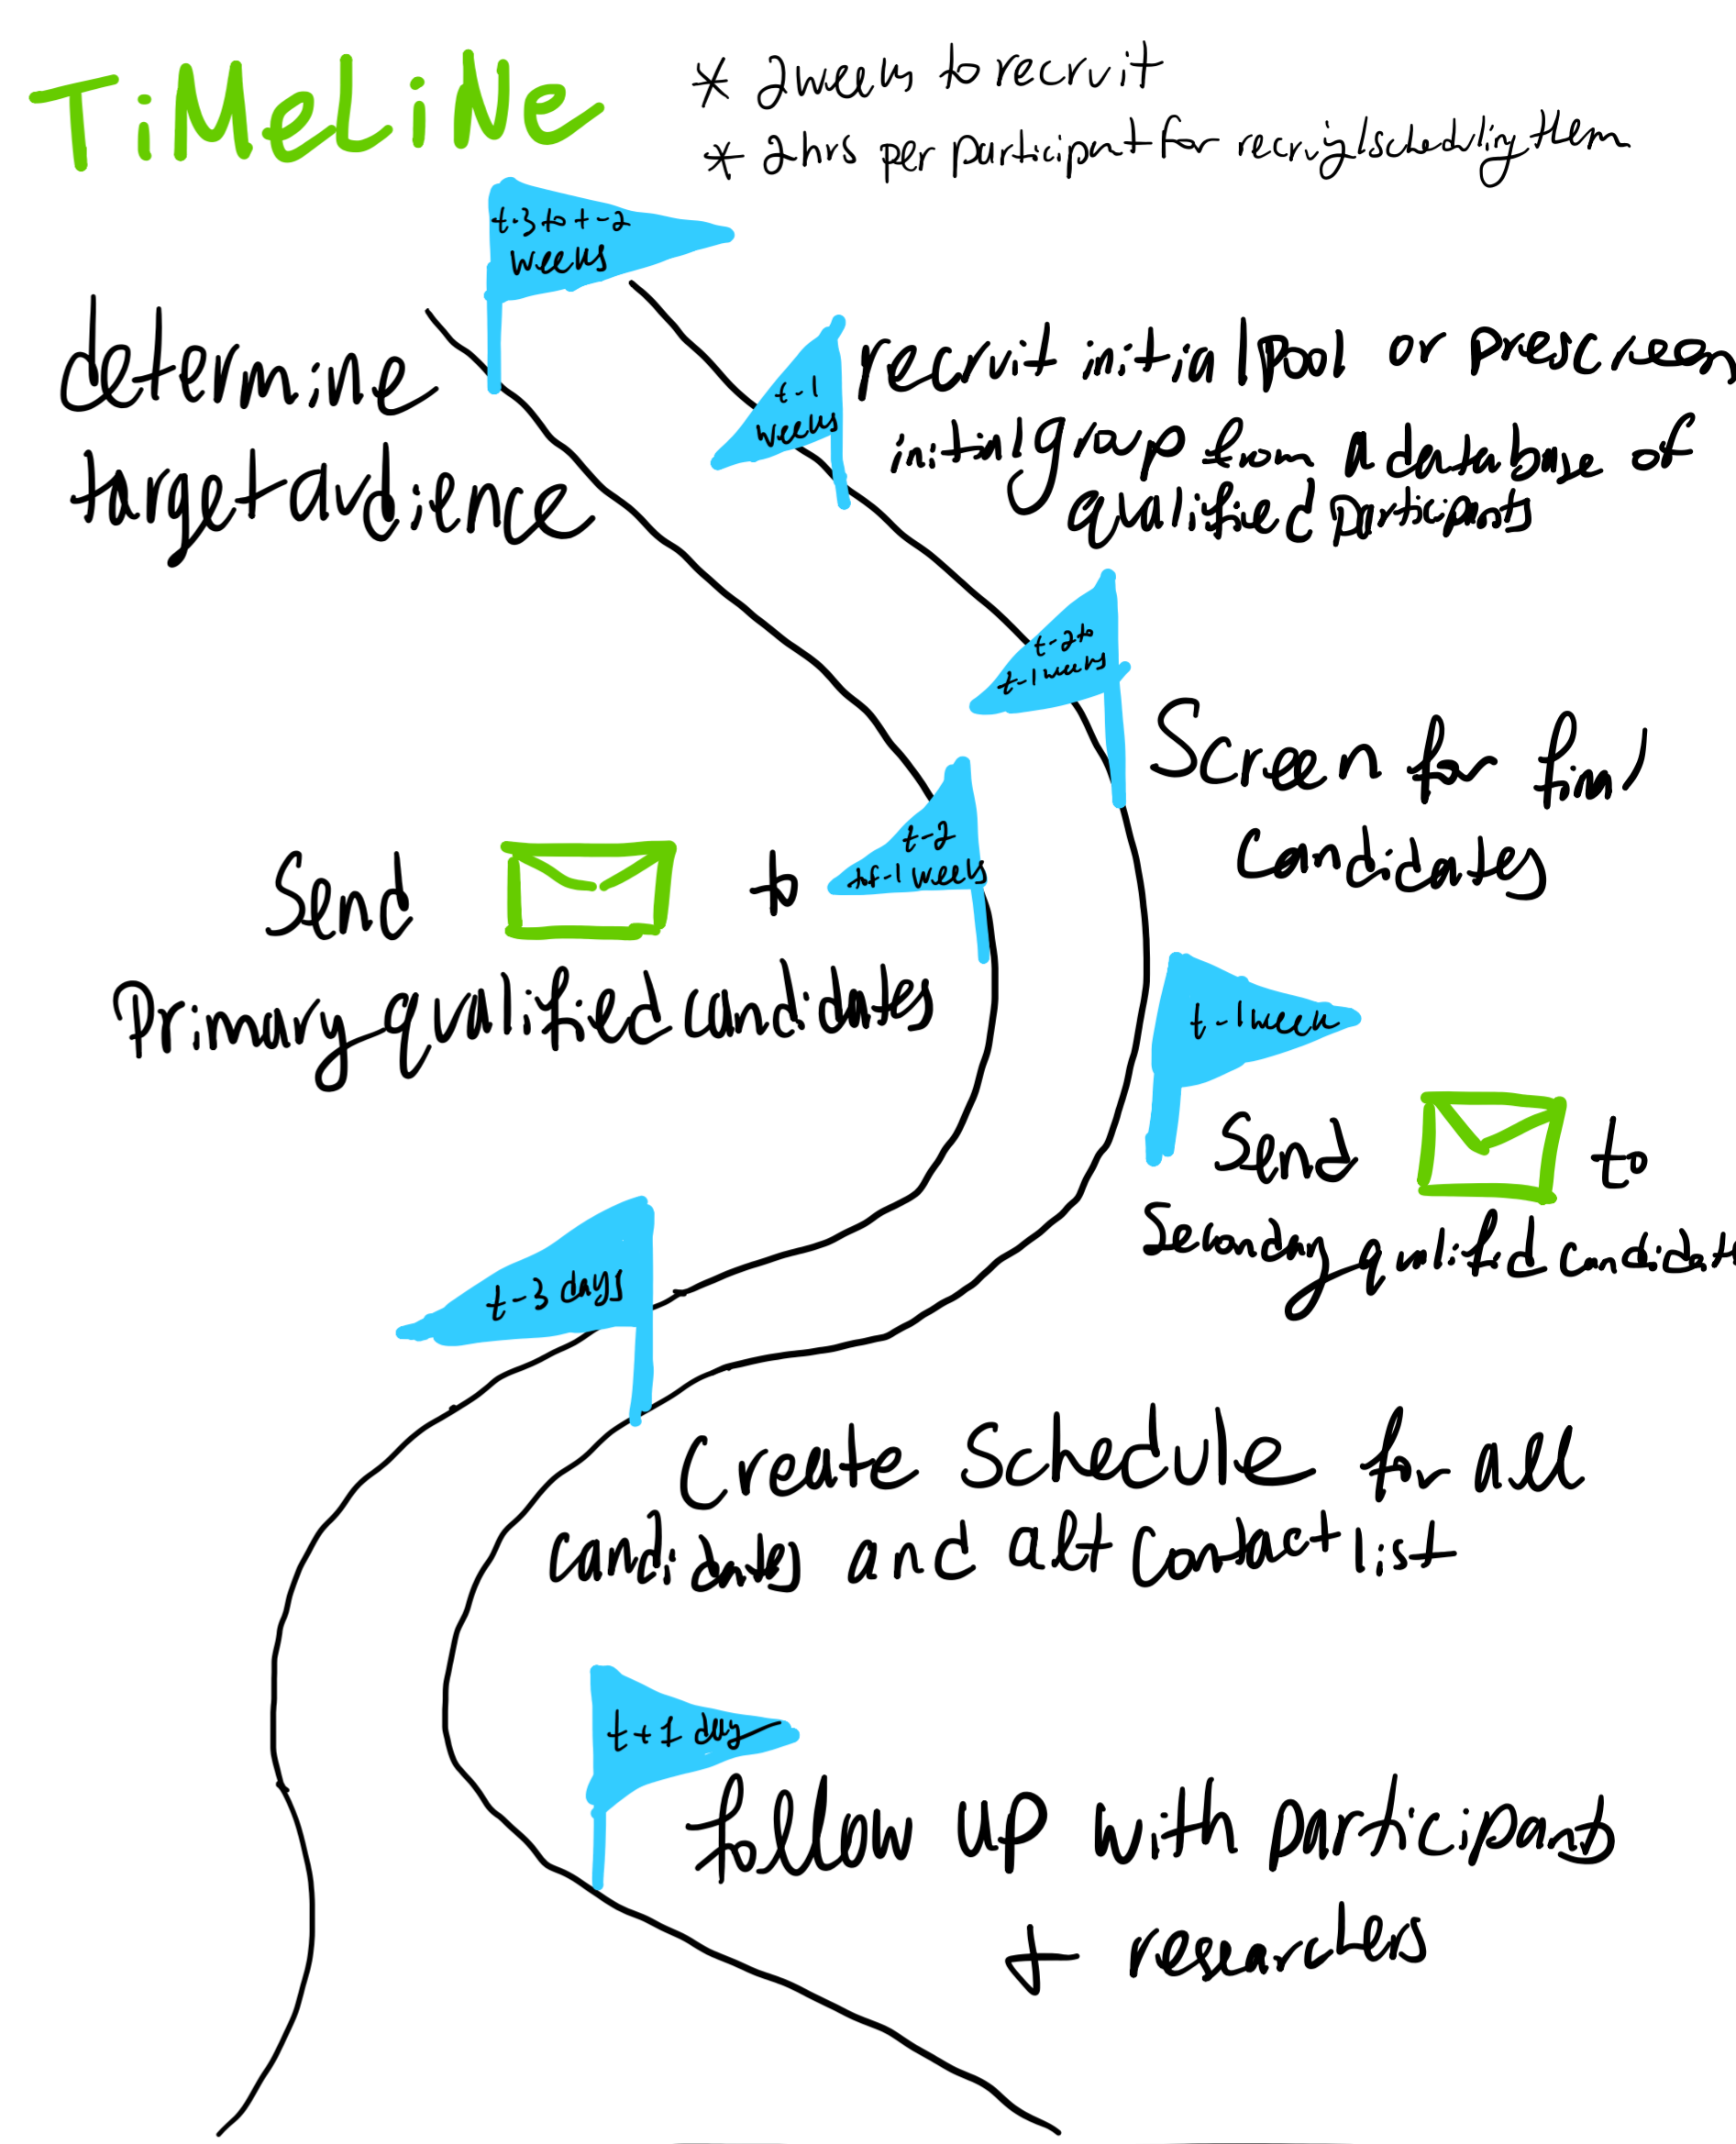 TiMeLiNe
* 2 weeks to recruit
* 2 hrs per participant for recruiting/scheduling them
t-3 to t-2
weeks
determine
target audience
t-1
weeks
recruit initial pool or prescreen
initial group from a database of
qualified participants
t-2 to
t-1 weeks
Screen for final
candidates
t-2
to t-1 weeks
Send to
Primary qualified candidates
t-1 week
Send to
Secondary qualified candidat
t-3 days
Create Schedule for all
candidates and alt contact list
t+1 day
follow up with participants
+ researchers